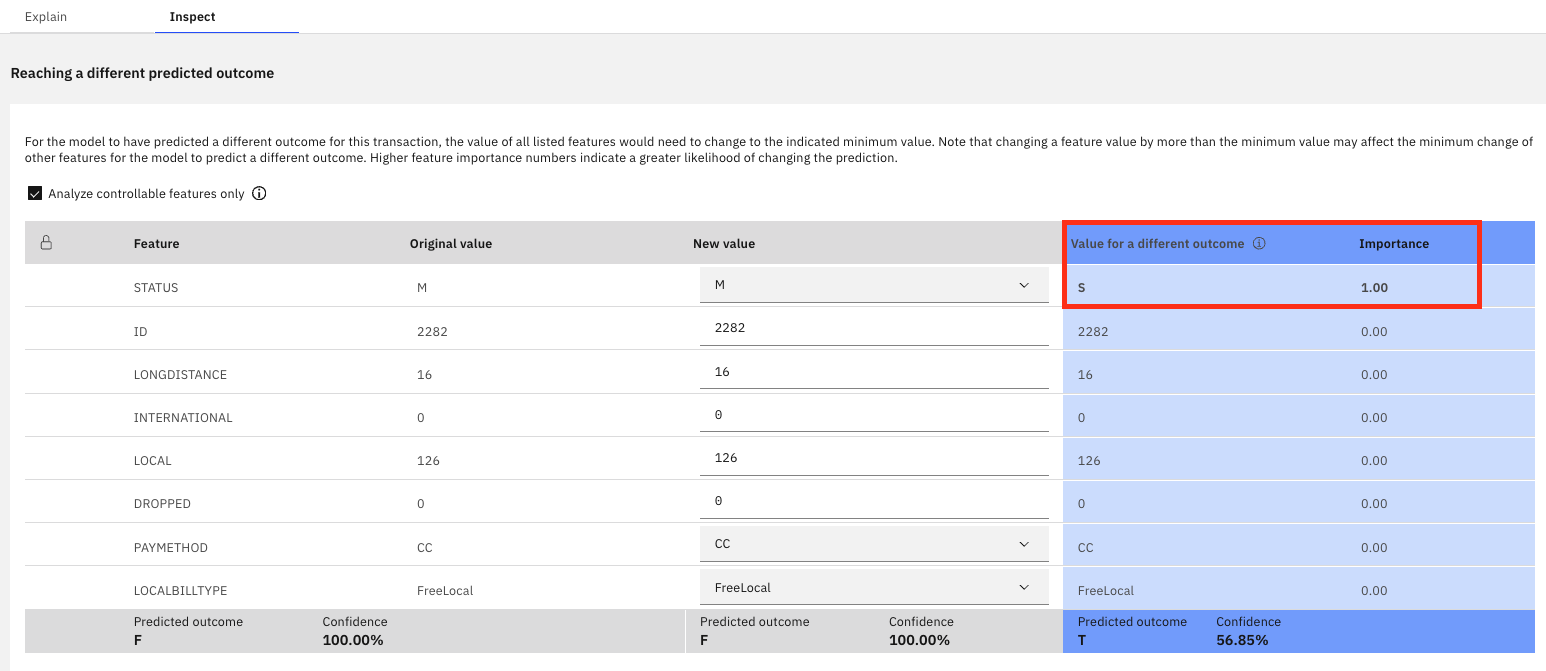 Explain Inspect
Reaching a different predicted outcome
For the model to have predicted a different outcome for this transaction, the value of all listed features would need to change to the indicated minimum value. Note that changing a feature value by more than the minimum value may affect the minimum change of
other features for the model to predict a different outcome. Higher feature importance numbers indicate a greater likelihood of changing the prediction.
Analyze controllable features only
Feature Original value New value Value for a different outcome Importance
STATUS M M S 1.00
ID 2282 2282 2282 0.00
LONGDISTANCE 16 16 16 0.00
INTERNATIONAL 0 0 0 0.00
LOCAL 126 126 126 0.00
DROPPED 0 0 0 0.00
PAYMETHOD CC CC CC 0.00
LOCALBILLTYPE FreeLocal FreeLocal FreeLocal 0.00
Predicted outcome Confidence Predicted outcome Confidence Predicted outcome Confidence
F 100.00% F 100.00% T 56.85%